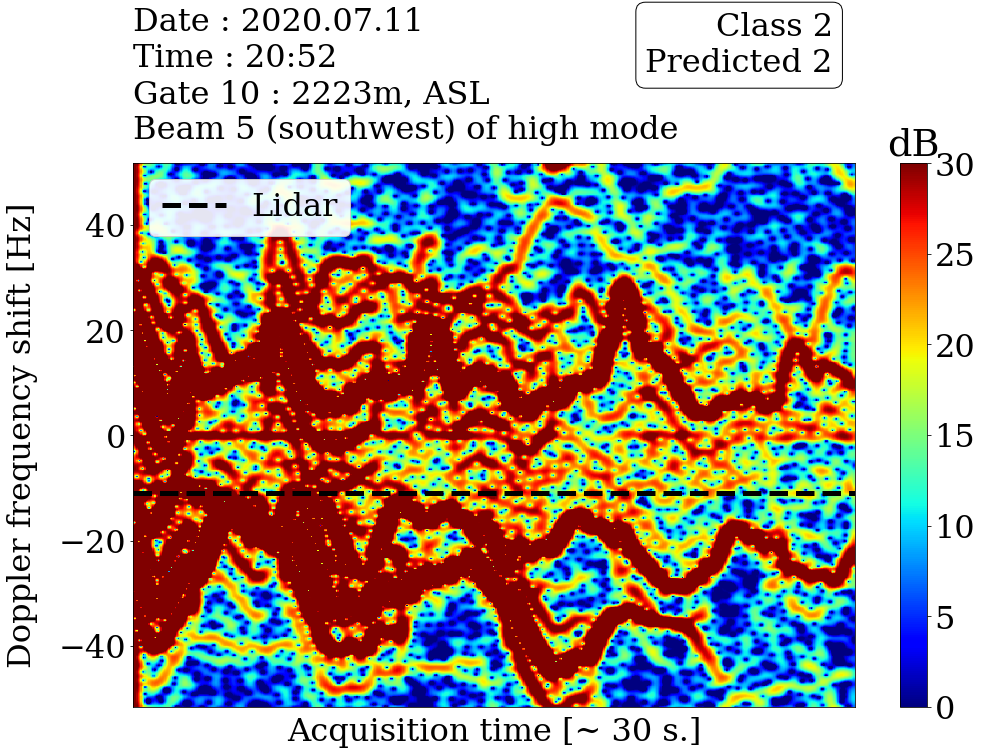 Date : 2020.07.11
Time : 20:52
Gate 10 : 2223m, ASL
Beam 5 (southwest) of high mode
Class 2
Predicted 2
dB
Lidar
Doppler frequency shift [Hz]
40
20
0
−20
−40
30
25
20
15
10
5
0
Acquisition time [~ 30 s.]